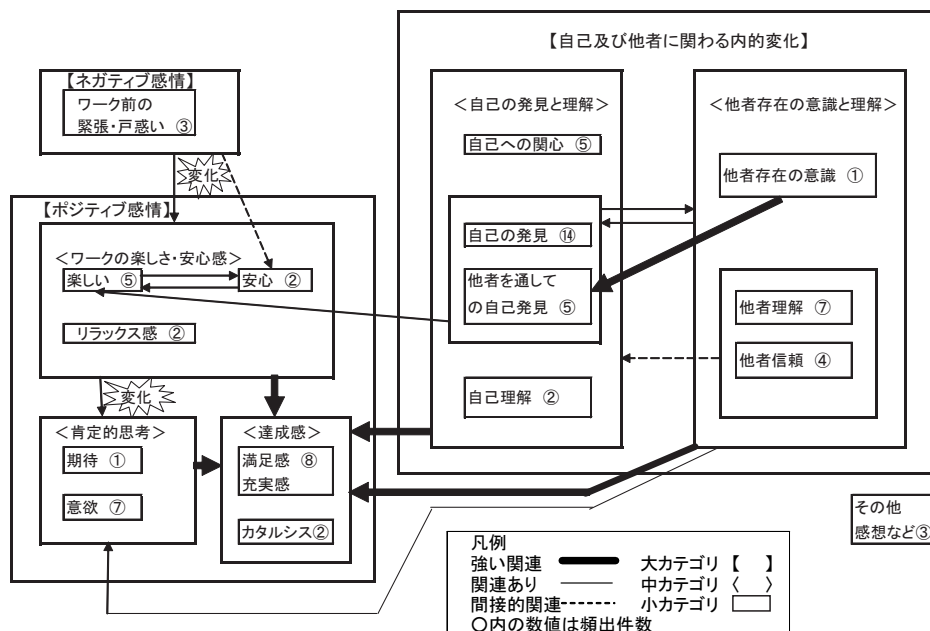 【自己及び他者に関わる内的変化】
【ネガティブ感情】
ワーク前の
緊張・戸惑い ③
変化
【ポジティブ感情】
<ワークの楽しさ・安心感>
楽しい ⑤
安心 ②
リラックス感 ②
変化
<肯定的思考>
期待 ①
意欲 ⑦
<達成感>
満足感 ⑧
充実感
カタルシス②
<自己の発見と理解>
自己への関心 ⑤
自己の発見 ⑭
他者を通して
の自己発見 ⑤
自己理解 ②
<他者存在の意識と理解>
他者存在の意識 ①
他者理解 ⑦
他者信頼 ④
その他
感想など③
凡例
強い関連 大カテゴリ 【 】
関連あり 中カテゴリ 〈 〉
間接的関連 小カテゴリ
〇内の数値は頻出件数